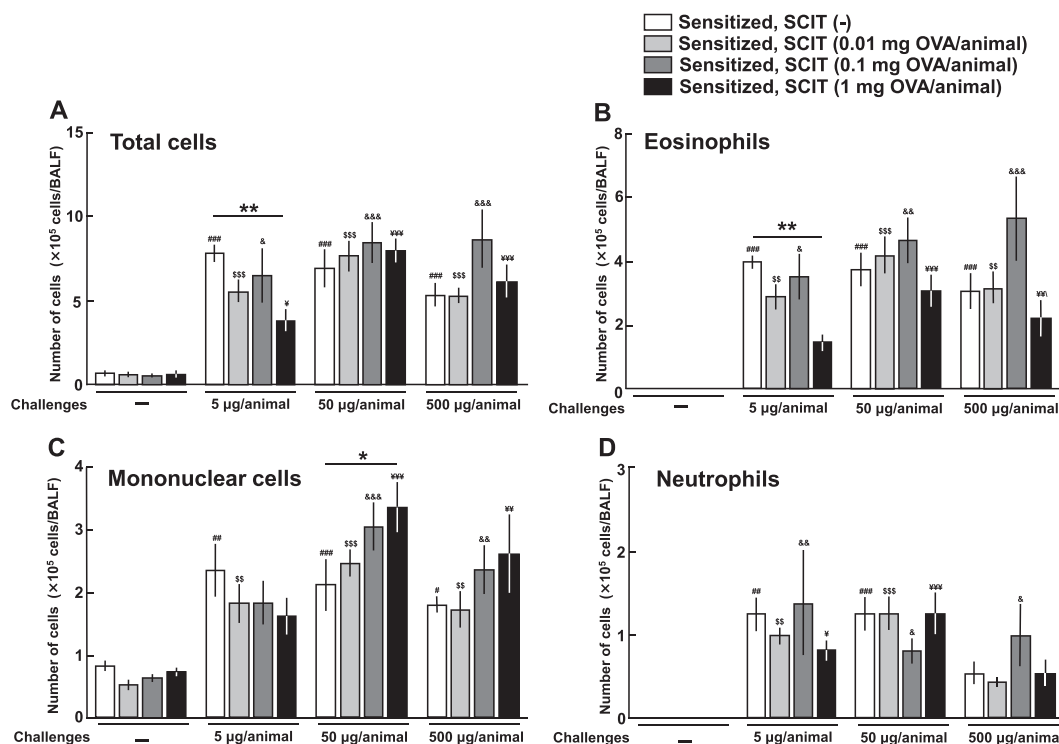 Sensitized, SCIT (-)
Sensitized, SCIT (0.01 mg OVA/animal)
Sensitized, SCIT (0.1 mg OVA/animal)
Sensitized, SCIT (1 mg OVA/animal)
A
Total cells
Number of cells (×10⁵ cells/BALF)
15
10
5
0
**
### $$$ & ¥
### $$$ &&& ¥¥¥
### $$$ &&& ¥¥¥
Challenges
− 5 µg/animal 50 µg/animal 500 µg/animal
B
Eosinophils
Number of cells (×10⁵ cells/BALF)
8
6
4
2
0
**
### $$ &
### $$$ && ¥¥¥
### $$ &&& ¥¥\
Challenges
− 5 µg/animal 50 µg/animal 500 µg/animal
C
Mononuclear cells
Number of cells (×10⁵ cells/BALF)
4
3
2
1
0
*
## $$
### $$$ &&& ¥¥¥
# $$ && ¥¥
Challenges
− 5 µg/animal 50 µg/animal 500 µg/animal
D
Neutrophils
Number of cells (×10⁵ cells/BALF)
3
2
1
0
## $$ && ¥
### $$$ & ¥¥¥
&
Challenges
− 5 µg/animal 50 µg/animal 500 µg/animal